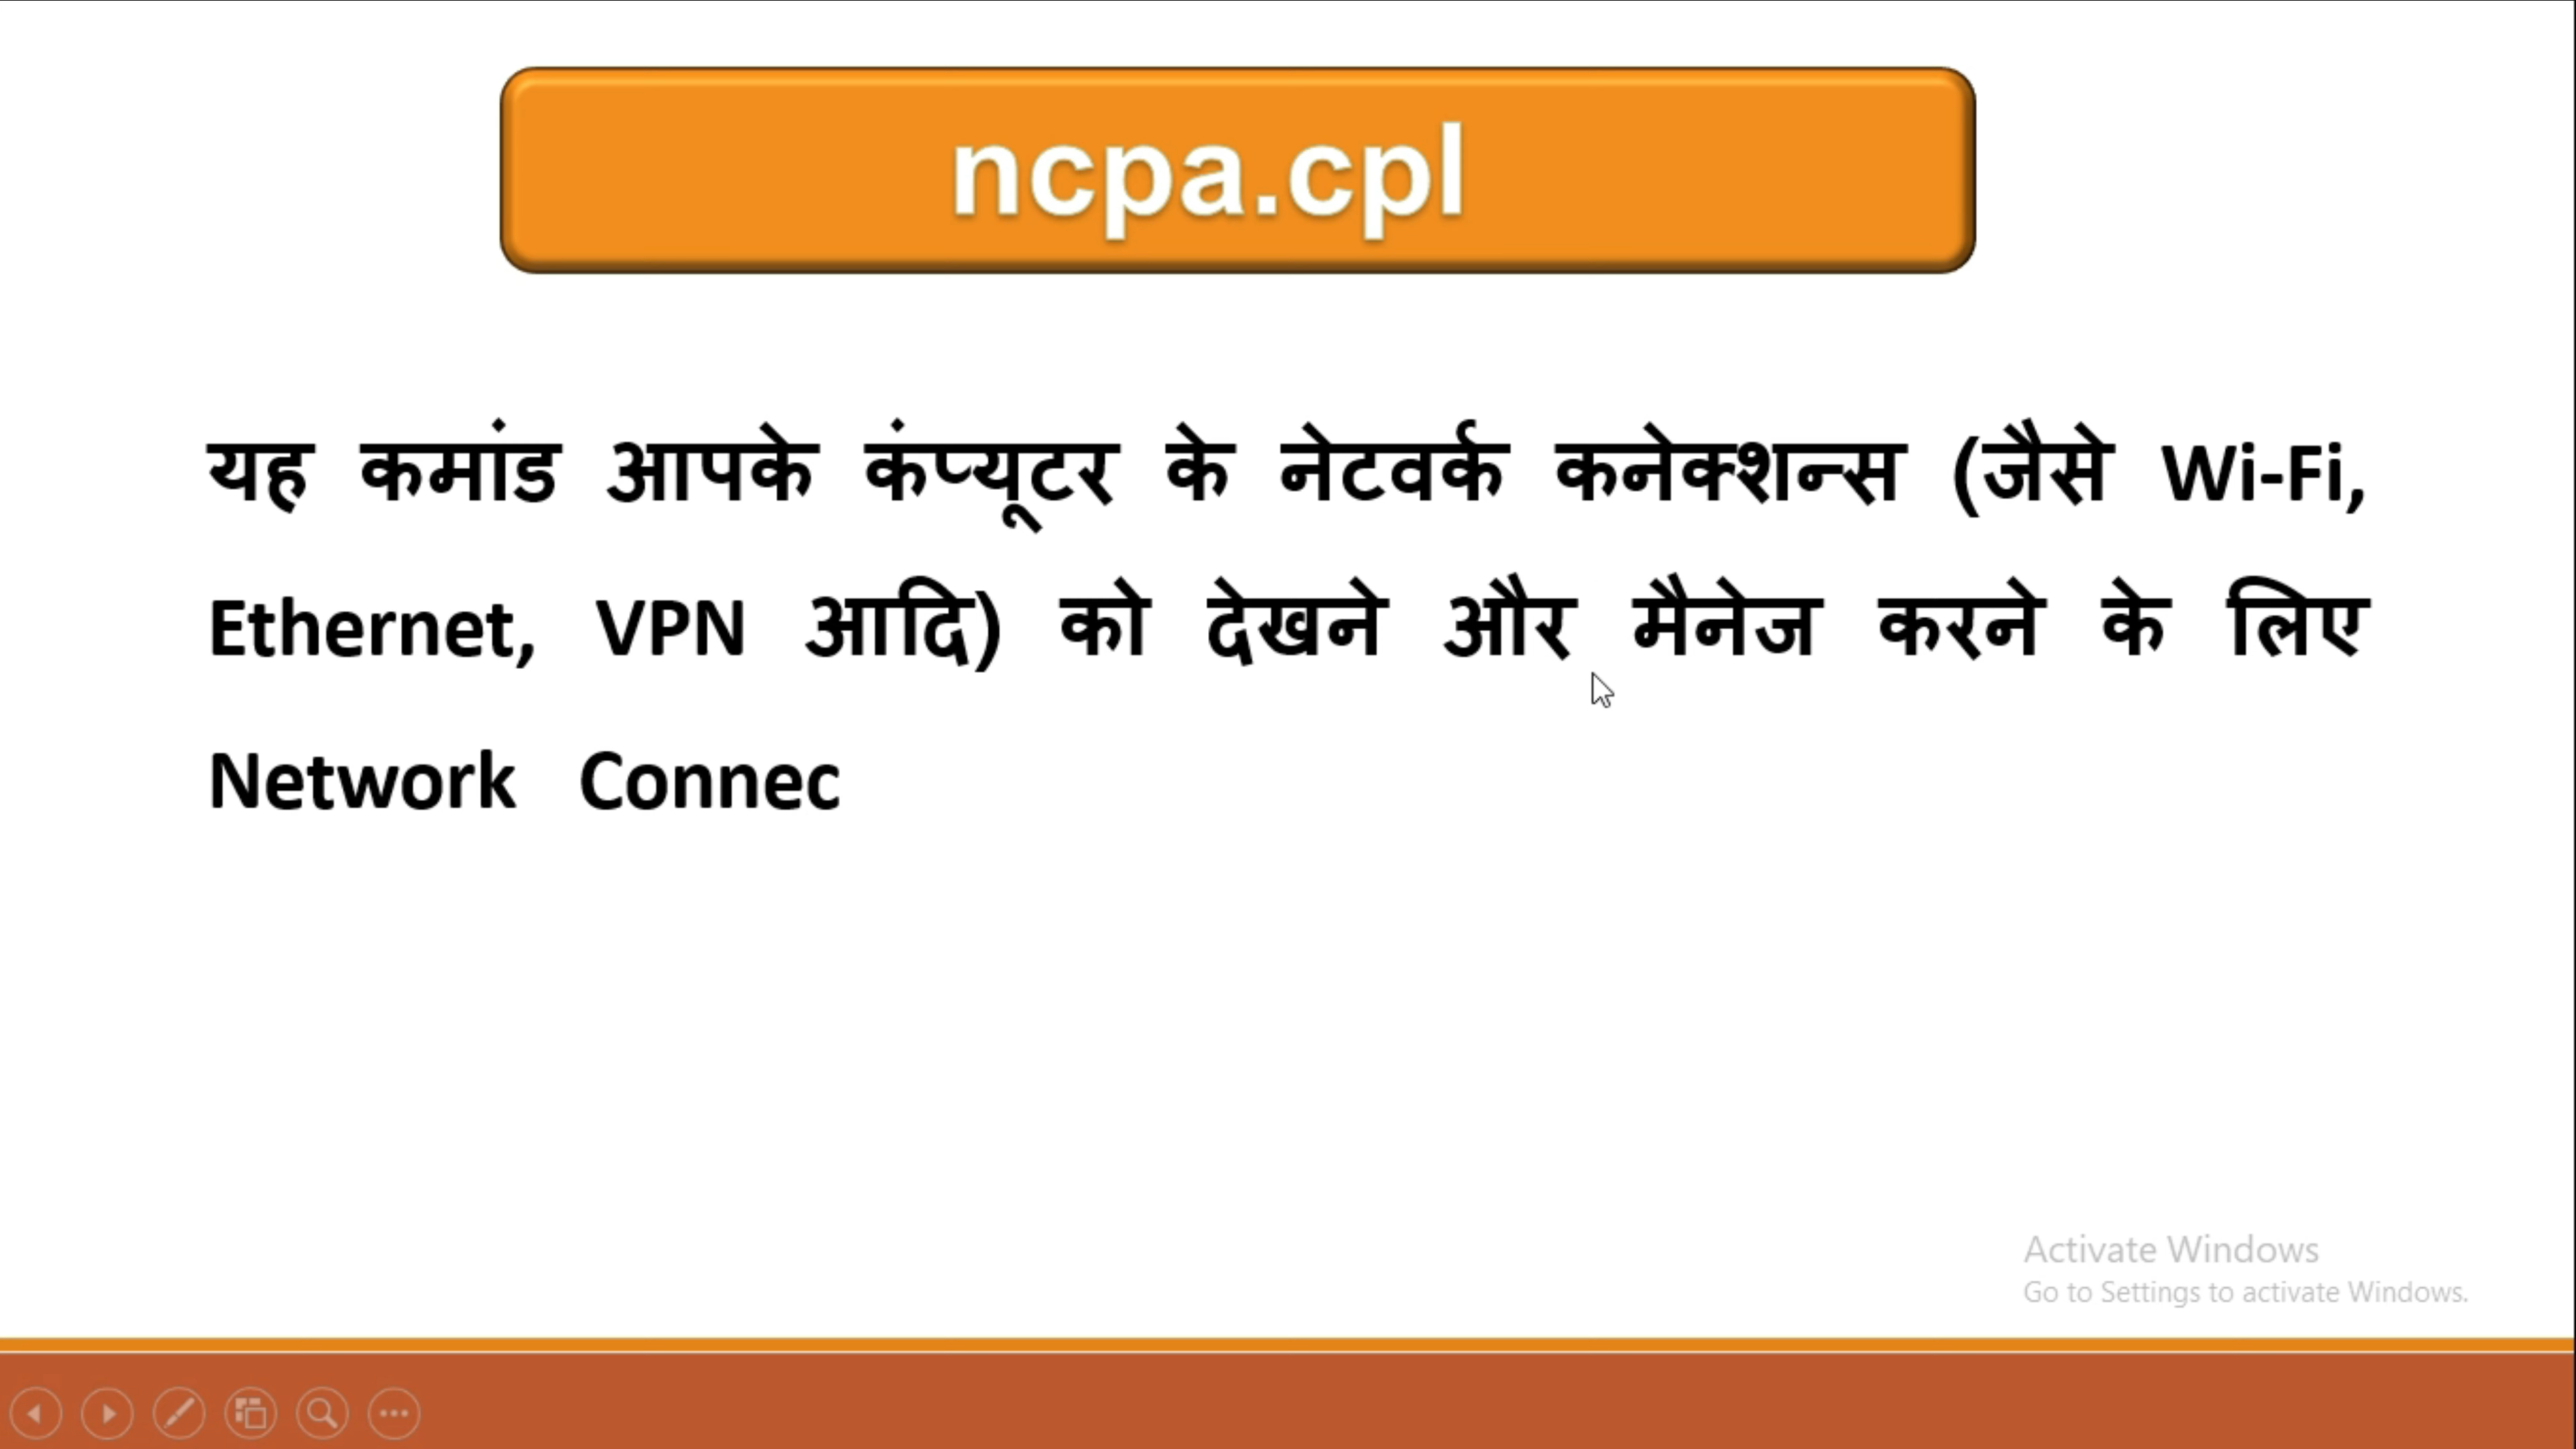 ncpa.cpl
यह कमांड आपके कंप्यूटर के नेटवर्क कनेक्शन्स (जैसे Wi-Fi,
Ethernet, VPN आदि) को देखने और मैनेज करने के लिए
Network Connec
Activate Windows
Go to Settings to activate Windows.